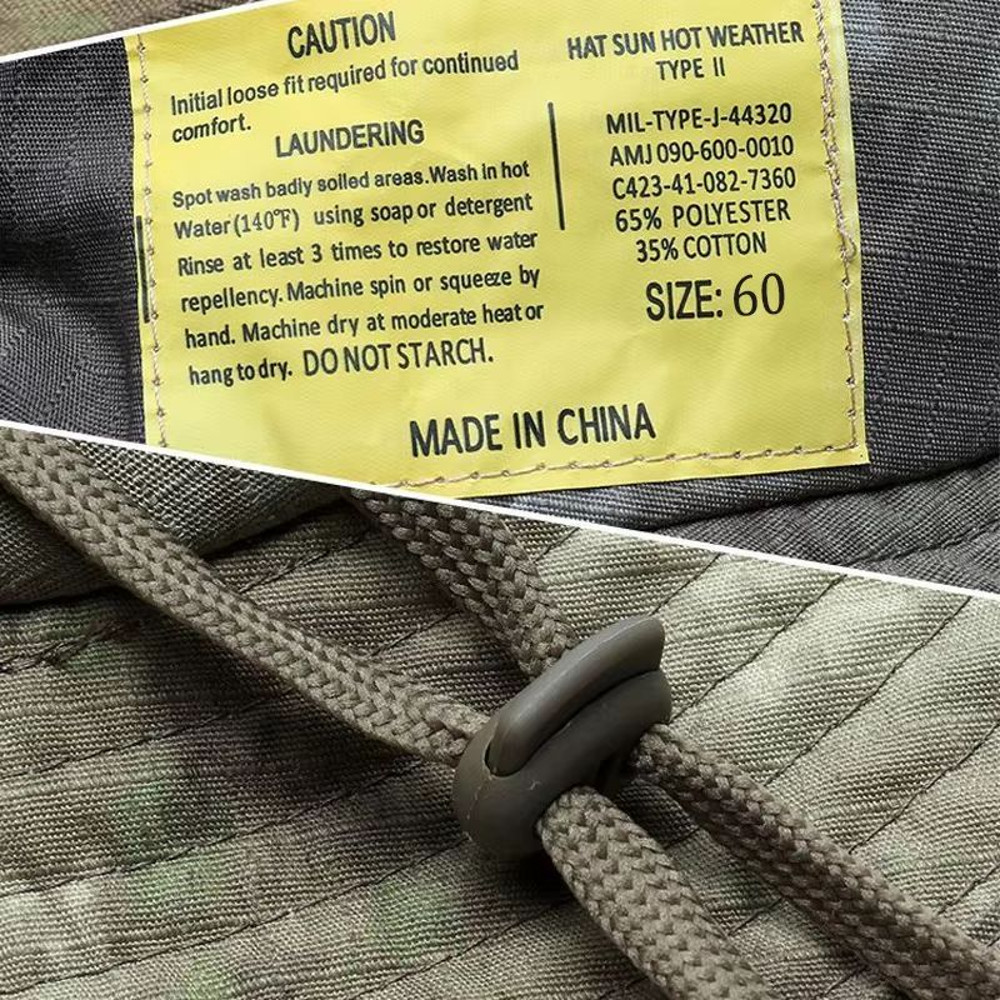 CAUTION
Initial loose fit required for continued
comfort.
LAUNDERING
Spot wash badly soiled areas.Wash in hot
Water(140°F) using soap or detergent
Rinse at least 3 times to restore water
repellency. Machine spin or squeeze by
hand. Machine dry at moderate heat or
hang to dry. DO NOT STARCH.
HAT SUN HOT WEATHER
TYPE II
MIL-TYPE-J-44320
AMJ 090-600-0010
C423-41-082-7360
65% POLYESTER
35% COTTON
SIZE: 60
MADE IN CHINA